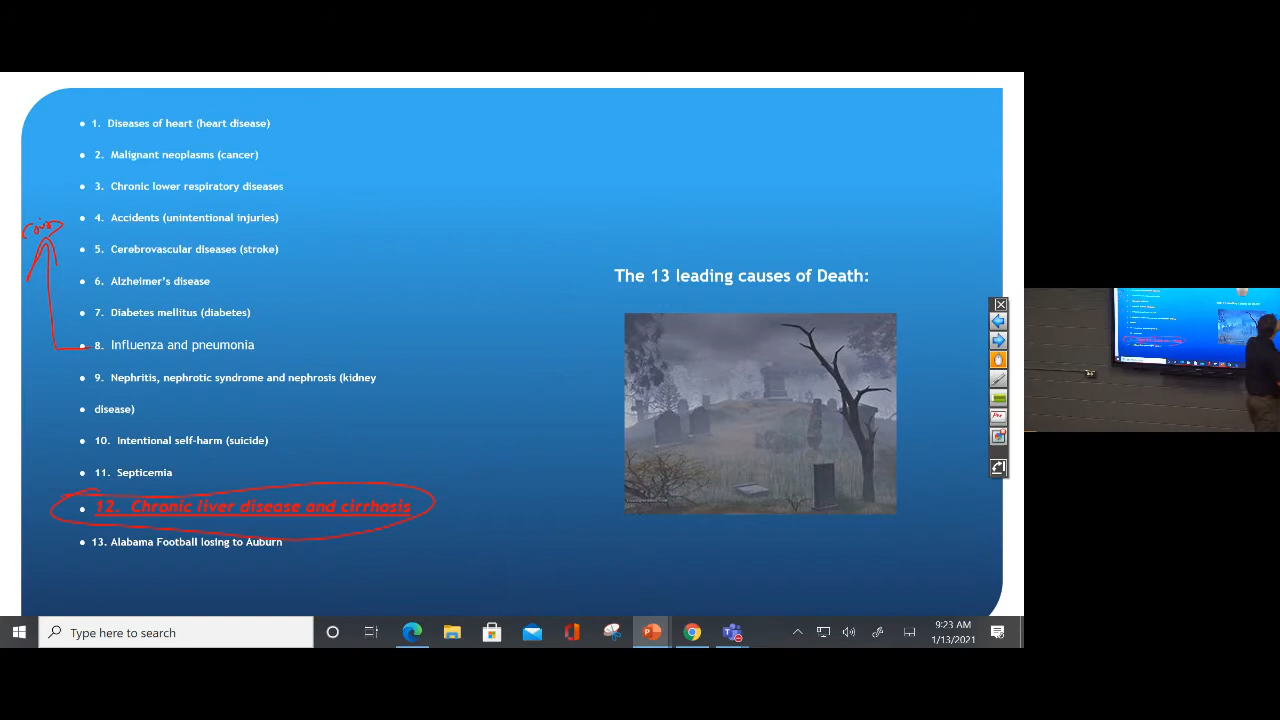 1. Diseases of heart (heart disease)
2. Malignant neoplasms (cancer)
3. Chronic lower respiratory diseases
4. Accidents (unintentional injuries)
5. Cerebrovascular diseases (stroke)
6. Alzheimer's disease
7. Diabetes mellitus (diabetes)
8. Influenza and pneumonia
9. Nephritis, nephrotic syndrome and nephrosis (kidney
disease)
10. Intentional self-harm (suicide)
11. Septicemia
12. Chronic liver disease and cirrhosis
13. Alabama Football losing to Auburn
The 13 leading causes of Death:
Type here to search
9:23 AM
1/13/2021